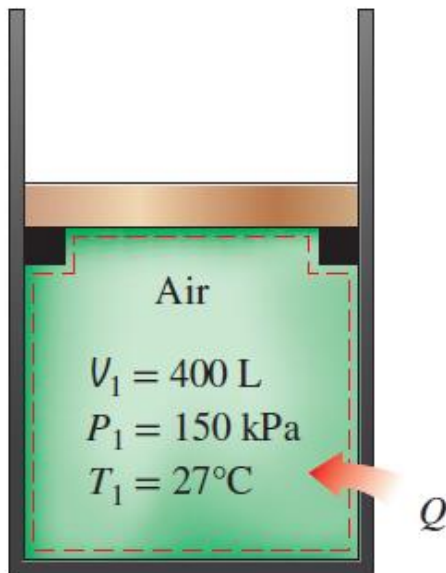 Air
V₁ = 400 L
P₁ = 150 kPa
T₁ = 27°C
Q